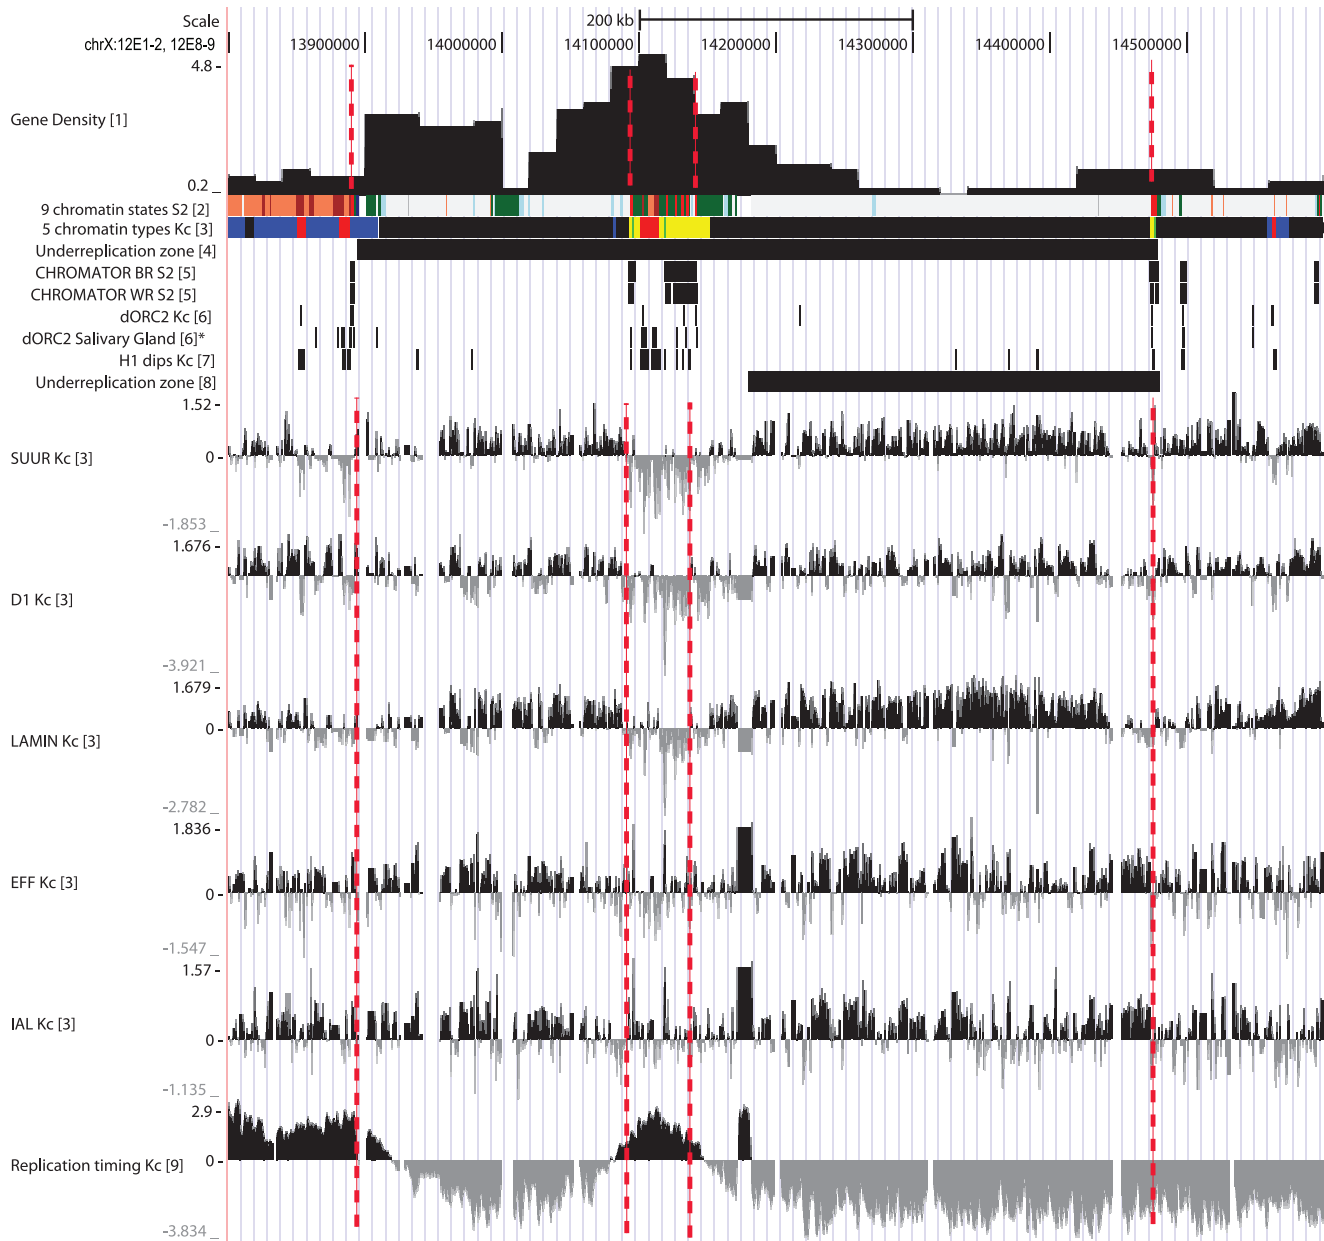 Scale 200 kb
chrX:12E1-2, 12E8-9 13900000 14000000 14100000 14200000 14300000 14400000 14500000
4.8 -
Gene Density [1]
0.2 _
9 chromatin states S2 [2]
5 chromatin types Kc [3]
Underreplication zone [4]
CHROMATOR BR S2 [5]
CHROMATOR WR S2 [5]
dORC2 Kc [6]
dORC2 Salivary Gland [6]*
H1 dips Kc [7]
Underreplication zone [8]
1.52 -
SUUR Kc [3]
0 -
-1.853 _
1.676 -
D1 Kc [3]
-3.921 _
1.679 -
0 -
LAMIN Kc [3]
-2.782 _
1.836 -
EFF Kc [3]
0 -
-1.547 _
1.57 -
IAL Kc [3]
0 -
-1.135 _
2.9 -
0 -
Replication timing Kc [9]
-3.834 _